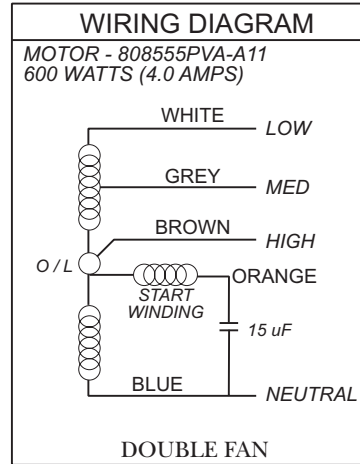 WIRING DIAGRAM
MOTOR - 808555PVA-A11
600 WATTS (4.0 AMPS)
WHITE
LOW
GREY
MED
BROWN
HIGH
O / L
ORANGE
START
WINDING
15 uF
BLUE
NEUTRAL
DOUBLE FAN